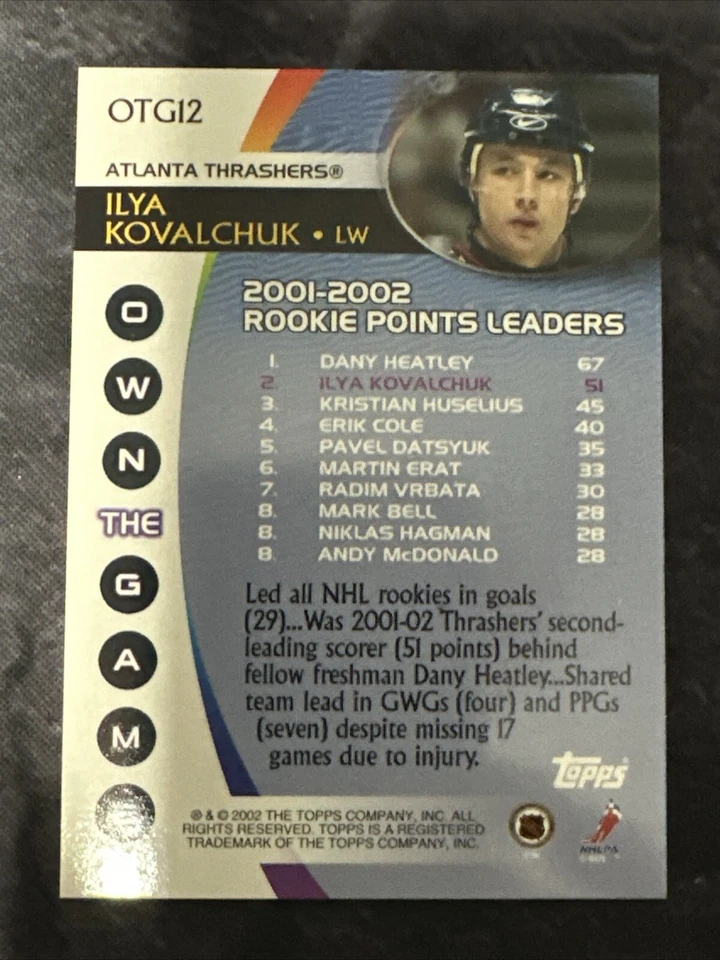 OTG12
ATLANTA THRASHERS®
ILYA
KOVALCHUK • LW
O
W
N
THE
G
A
M
2001-2002
ROOKIE POINTS LEADERS
1. DANY HEATLEY 67
2. ILYA KOVALCHUK 51
3. KRISTIAN HUSELIUS 45
4. ERIK COLE 40
5. PAVEL DATSYUK 35
6. MARTIN ERAT 33
7. RADIM VRBATA 30
8. MARK BELL 28
8. NIKLAS HAGMAN 28
8. ANDY McDONALD 28
Led all NHL rookies in goals
(29)...Was 2001-02 Thrashers' second-
leading scorer (51 points) behind
fellow freshman Dany Heatley...Shared
team lead in GWGs (four) and PPGs
(seven) despite missing 17
games due to injury.
topps®
® & © 2002 THE TOPPS COMPANY, INC. ALL
RIGHTS RESERVED. TOPPS IS A REGISTERED
TRADEMARK OF THE TOPPS COMPANY, INC.
NHLPA